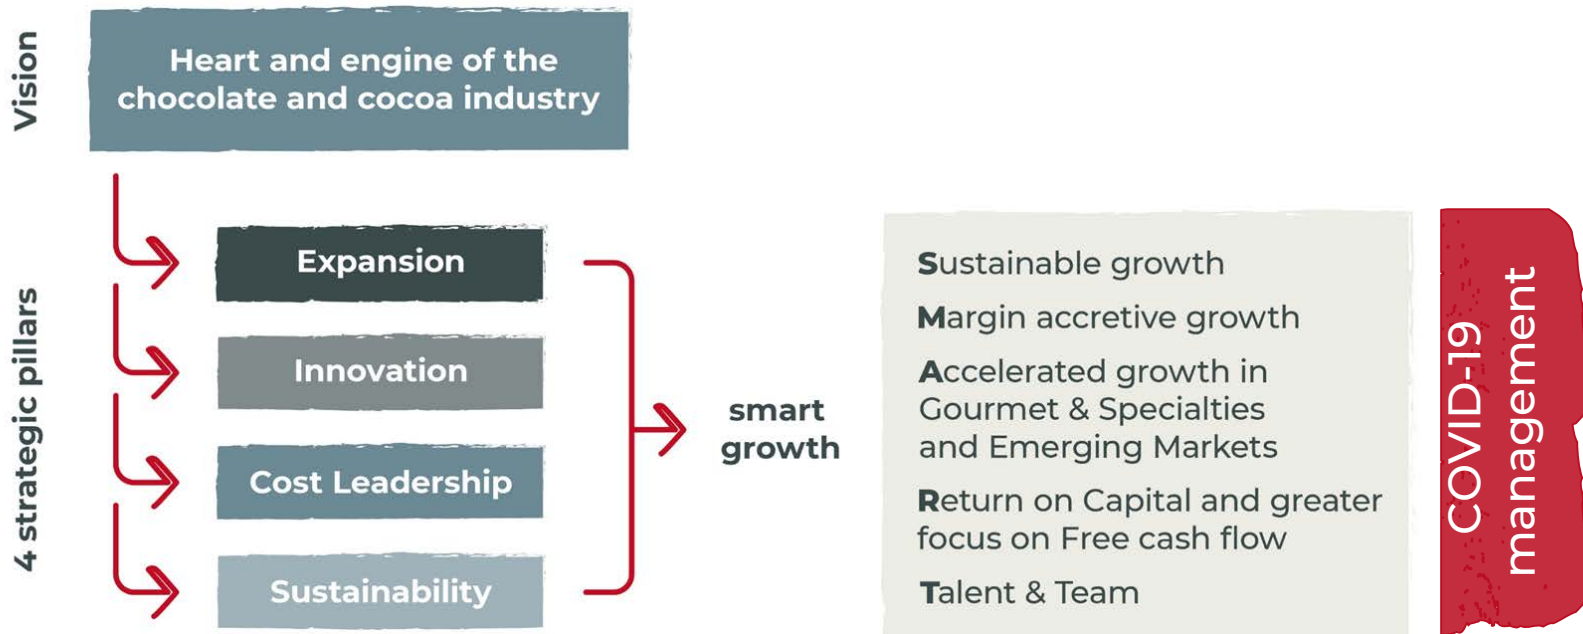 Vision
Heart and engine of the
chocolate and cocoa industry
4 strategic pillars
Expansion
Innovation
Cost Leadership
Sustainability
smart
growth
Sustainable growth
Margin accretive growth
Accelerated growth in
Gourmet & Specialties
and Emerging Markets
Return on Capital and greater
focus on Free cash flow
Talent & Team
COVID-19
management